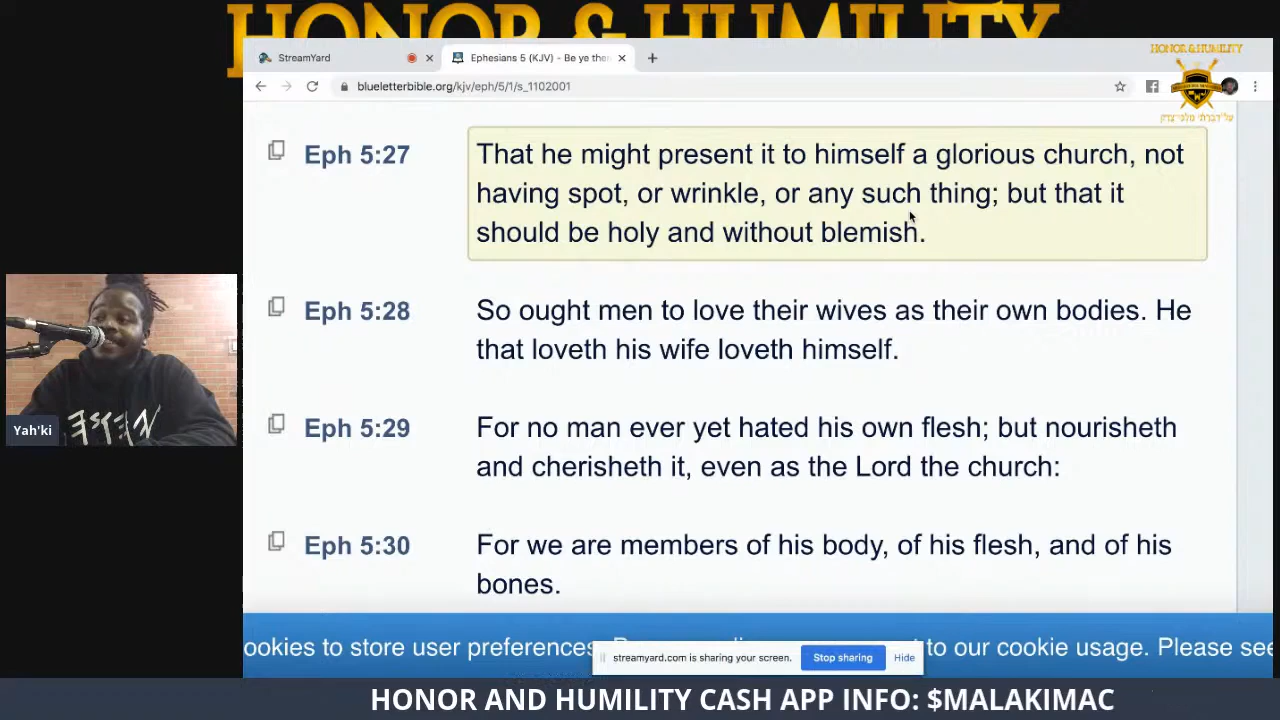 HONOR & HUMILITY
StreamYard
Ephesians 5 (KJV) - Be ye the
HONOR & HUMILITY
blueletterbible.org/kjv/eph/5/1/s_1102001
Eph 5:27
That he might present it to himself a glorious church, not
having spot, or wrinkle, or any such thing; but that it
should be holy and without blemish.
Eph 5:28
So ought men to love their wives as their own bodies. He
that loveth his wife loveth himself.
Eph 5:29
For no man ever yet hated his own flesh; but nourisheth
and cherisheth it, even as the Lord the church:
Yah'ki
Eph 5:30
For we are members of his body, of his flesh, and of his
bones.
ookies to store user preferences. to our cookie usage. Please see
streamyard.com is sharing your screen.
Stop sharing
Hide
HONOR AND HUMILITY CASH APP INFO: $MALAKIMAC